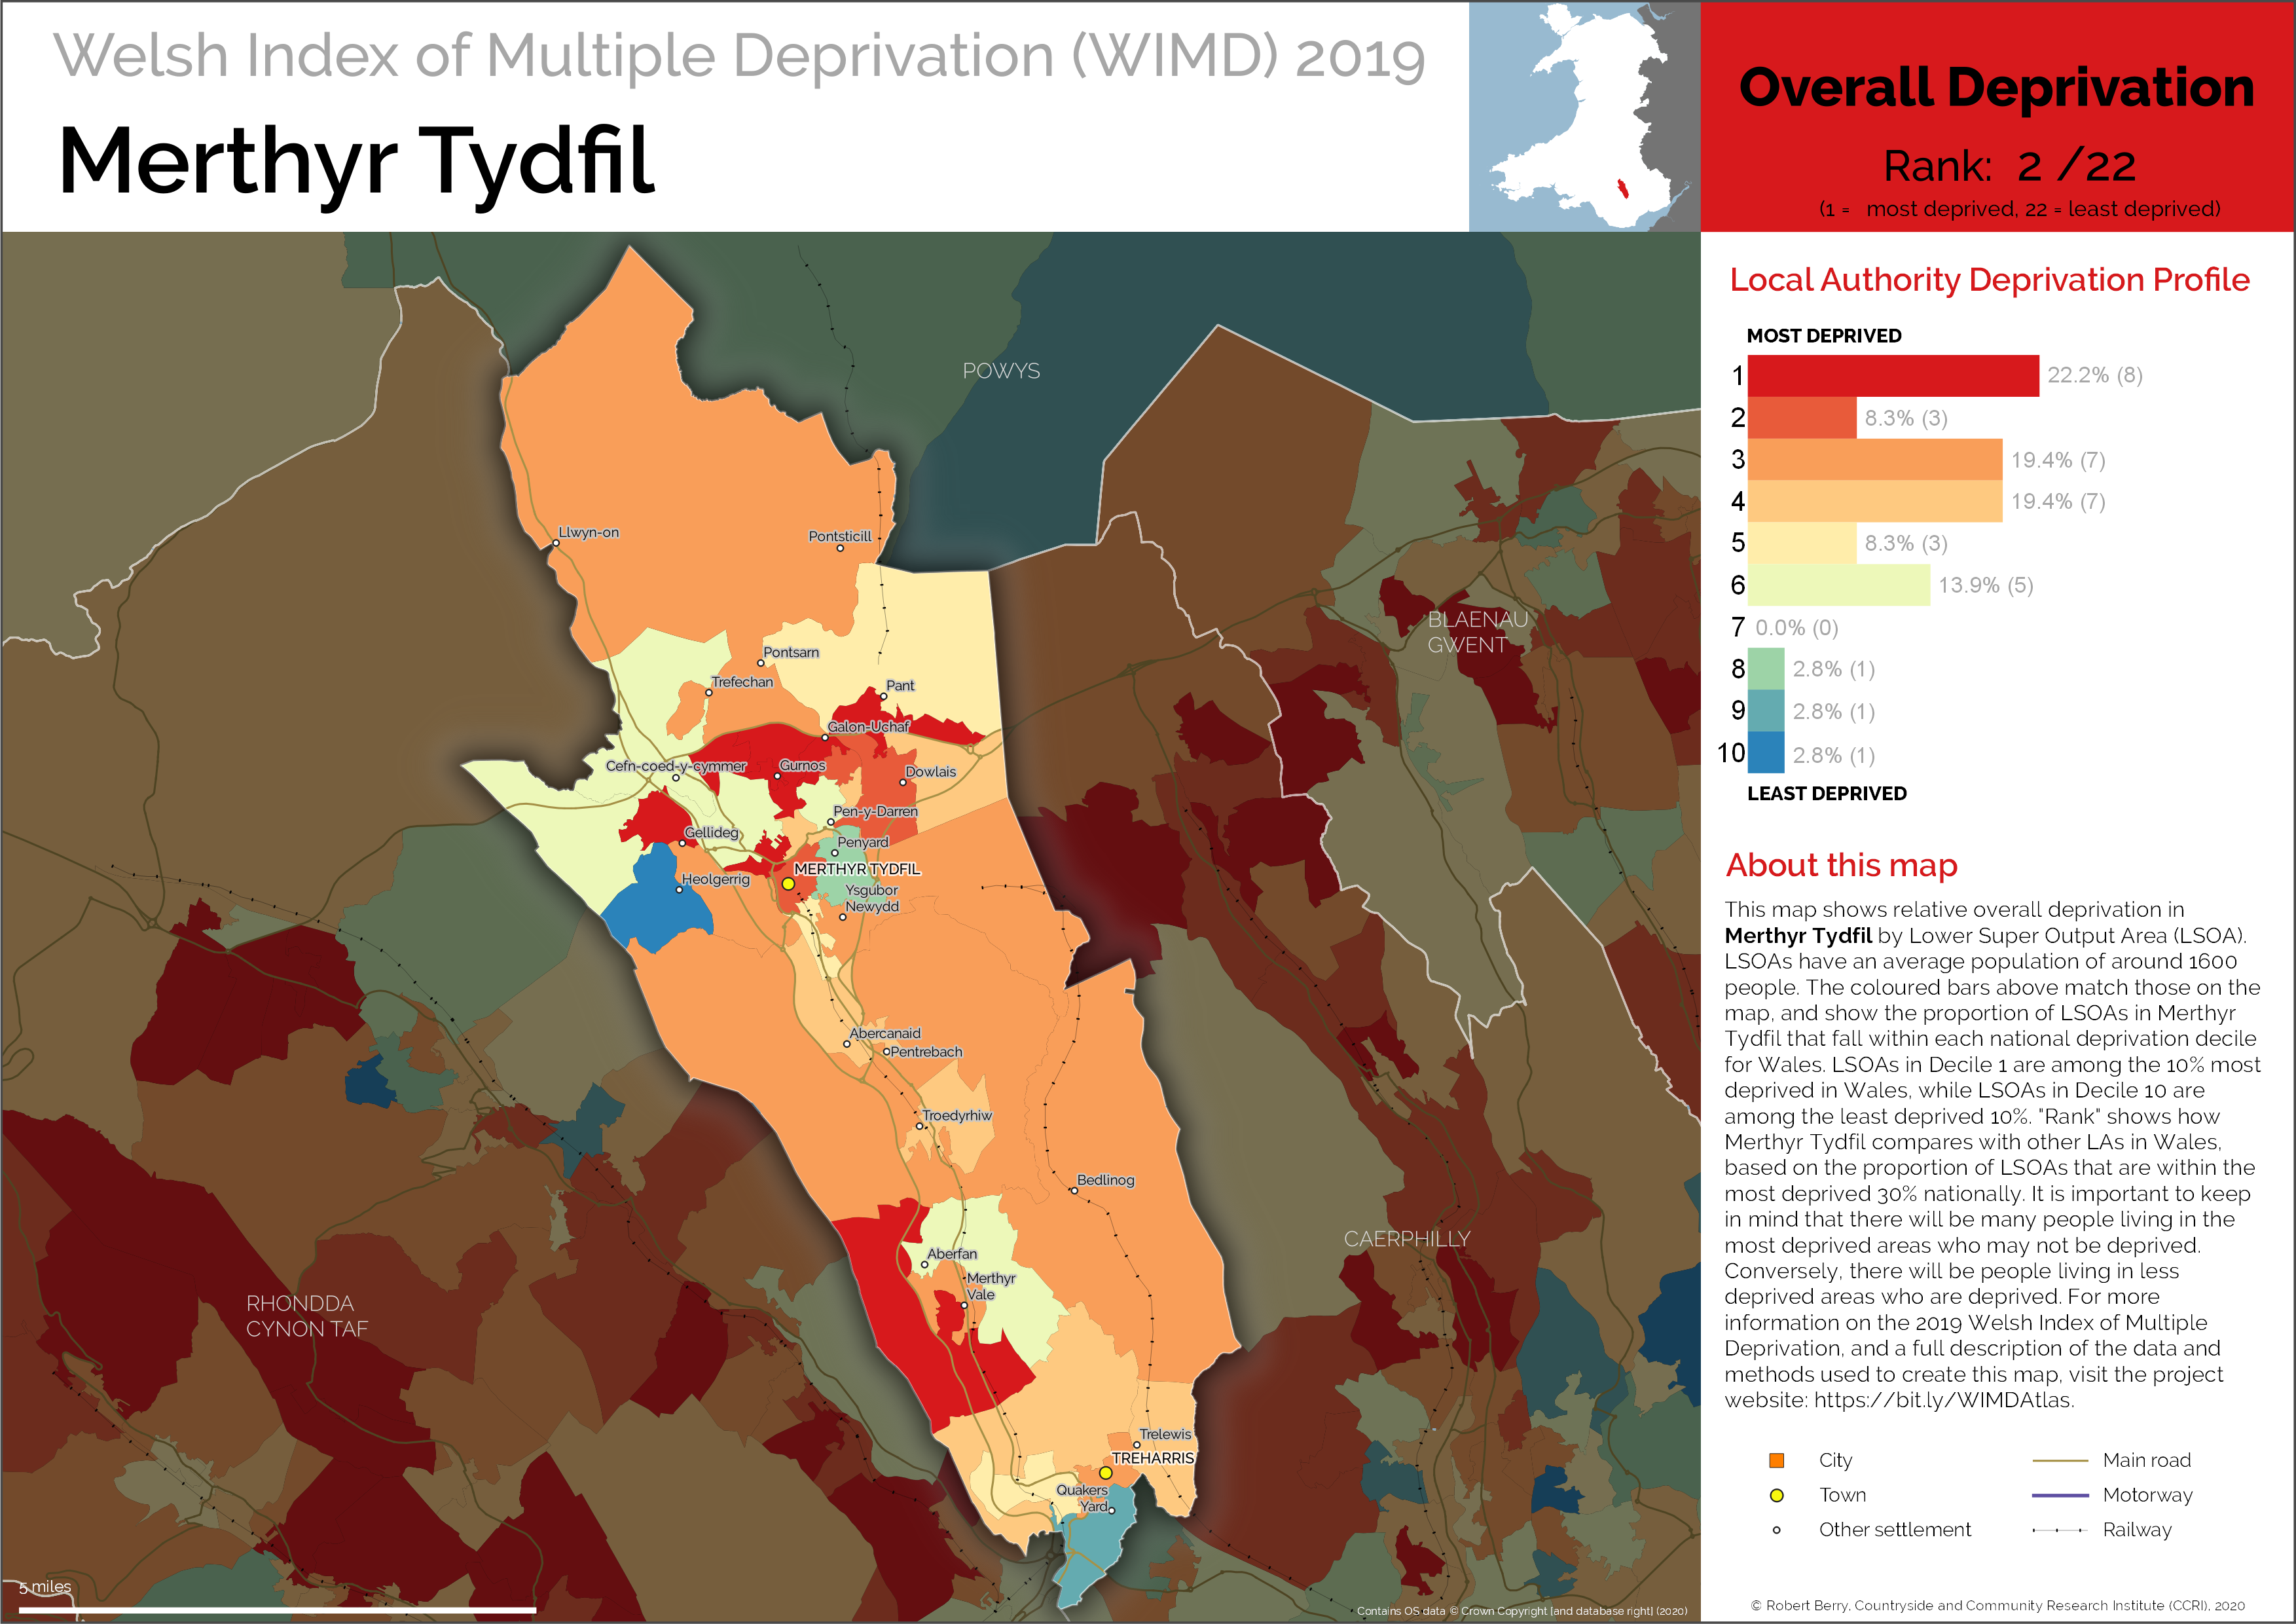 Welsh Index of Multiple Deprivation (WIMD) 2019
Merthyr Tydfil
Overall Deprivation
Rank: 2 /22
(1 = most deprived, 22 = least deprived)
POWYS
Llwyn-on
Pontsticill
BLAENAU
GWENT
Pontsarn
Trefechan
Pant
Galon-Uchaf
Cefn-coed-y-cymmer
Gurnos
Dowlais
Pen-y-Darren
Gellideg
Penyard
MERTHYR TYDFIL
Heolgerrig
Ysgubor
Newydd
Abercanaid
Pentrebach
Troedyrhiw
Bedlinog
CAERPHILLY
Aberfan
Merthyr
Vale
RHONDDA
CYNON TAF
Trelewis
TREHARRIS
Quakers
Yard
5 miles
Contains OS data © Crown Copyright [and database right] (2020)
Local Authority Deprivation Profile
MOST DEPRIVED
1 22.2% (8)
2 8.3% (3)
3 19.4% (7)
4 19.4% (7)
5 8.3% (3)
6 13.9% (5)
7 0.0% (0)
8 2.8% (1)
9 2.8% (1)
10 2.8% (1)
LEAST DEPRIVED
About this map
This map shows relative overall deprivation in
Merthyr Tydfil by Lower Super Output Area (LSOA).
LSOAs have an average population of around 1600
people. The coloured bars above match those on the
map, and show the proportion of LSOAs in Merthyr
Tydfil that fall within each national deprivation decile
for Wales. LSOAs in Decile 1 are among the 10% most
deprived in Wales, while LSOAs in Decile 10 are
among the least deprived 10%. "Rank" shows how
Merthyr Tydfil compares with other LAs in Wales,
based on the proportion of LSOAs that are within the
most deprived 30% nationally. It is important to keep
in mind that there will be many people living in the
most deprived areas who may not be deprived.
Conversely, there will be people living in less
deprived areas who are deprived. For more
information on the 2019 Welsh Index of Multiple
Deprivation, and a full description of the data and
methods used to create this map, visit the project
website: https://bit.ly/WIMDAtlas.
City
Main road
Town
Motorway
Other settlement
Railway
© Robert Berry, Countryside and Community Research Institute (CCRI), 2020